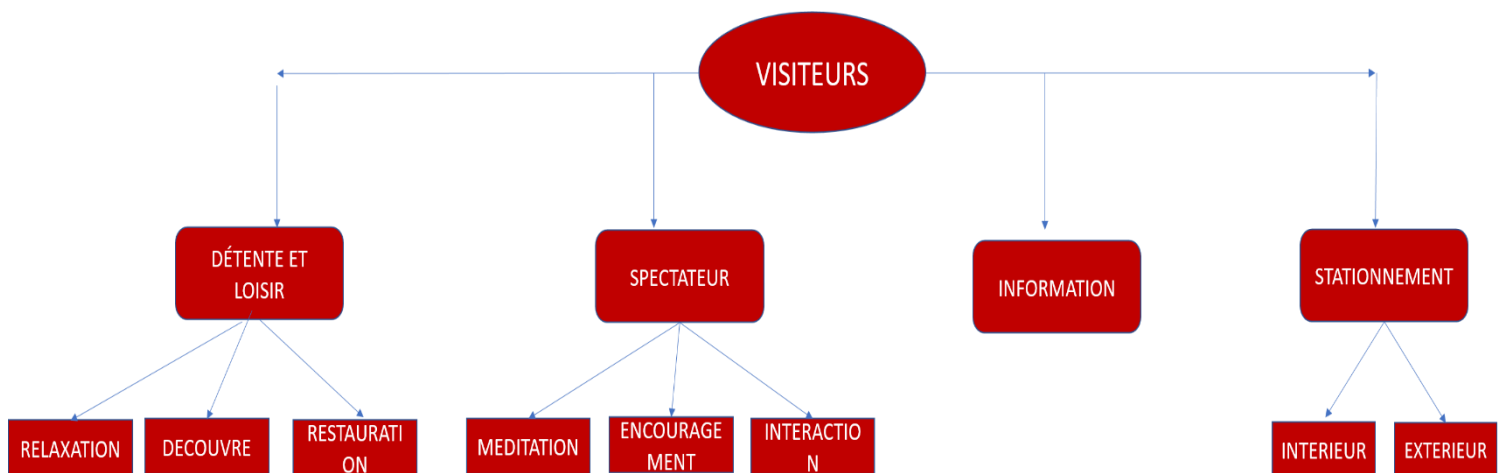 VISITEURS
DÉTENTE ET
LOISIR
SPECTATEUR
INFORMATION
STATIONNEMENT
RELAXATION
DECOUVRE
RESTAURATI
ON
MEDITATION
ENCOURAGE
MENT
INTERACTIO
N
INTERIEUR
EXTERIEUR